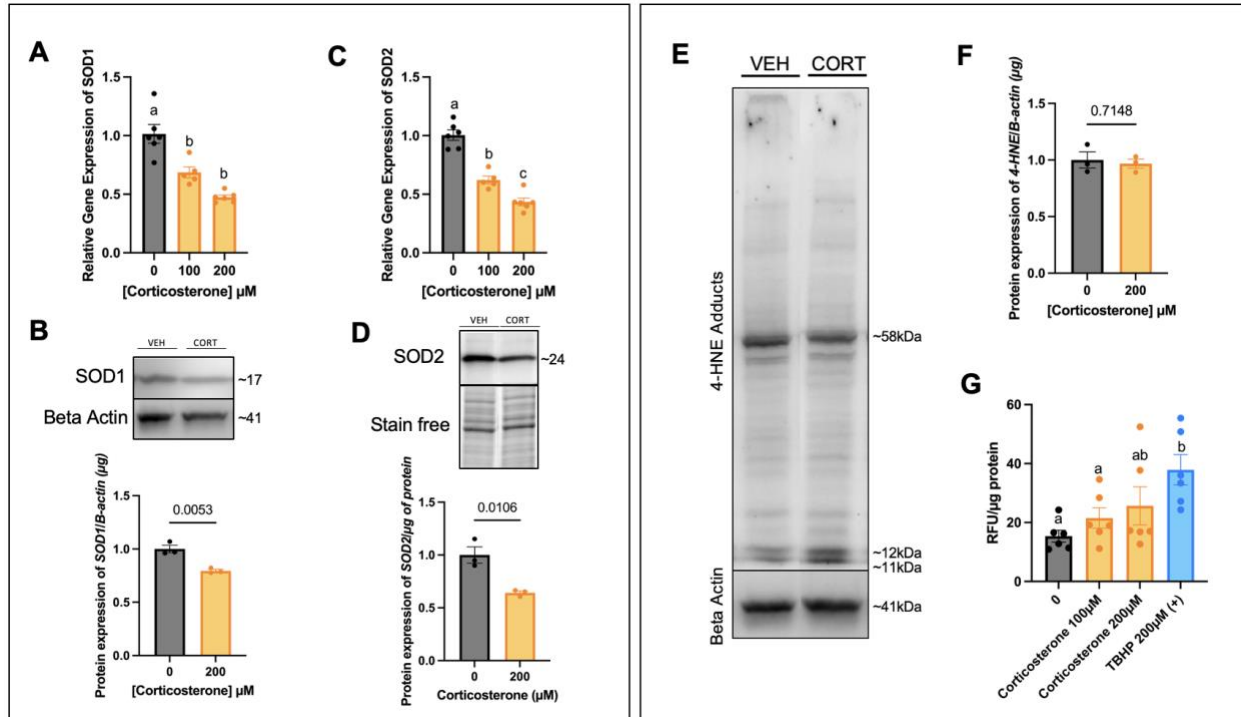 A
Relative Gene Expression of SOD1
1.5
1.0
0.5
0.0
a
b
b
0
100
200
[Corticosterone] µM
C
Relative Gene Expression of SOD2
1.5
1.0
0.5
0.0
a
b
c
0
100
200
[Corticosterone] µM
B
VEH
CORT
SOD1
~17
Beta Actin
~41
Protein expression of SOD1/B-actin (µg)
1.5
1.0
0.5
0.0
0.0053
0
200
[Corticosterone] µM
D
VEH
CORT
SOD2
~24
Stain free
Protein expression of SOD2/µg of protein
1.5
1.0
0.5
0.0
0.0106
0
200
Corticosterone (µM)
E
VEH
CORT
4-HNE Adducts
~58kDa
~12kDa
~11kDa
Beta Actin
~41kDa
F
Protein expression of 4-HNE/B-actin (µg)
1.5
1.0
0.5
0.0
0.7148
0
200
[Corticosterone] µM
G
RFU/µg protein
60
40
20
0
a
a
ab
b
0
Corticosterone 100µM
Corticosterone 200µM
TBHP 200µM (+)